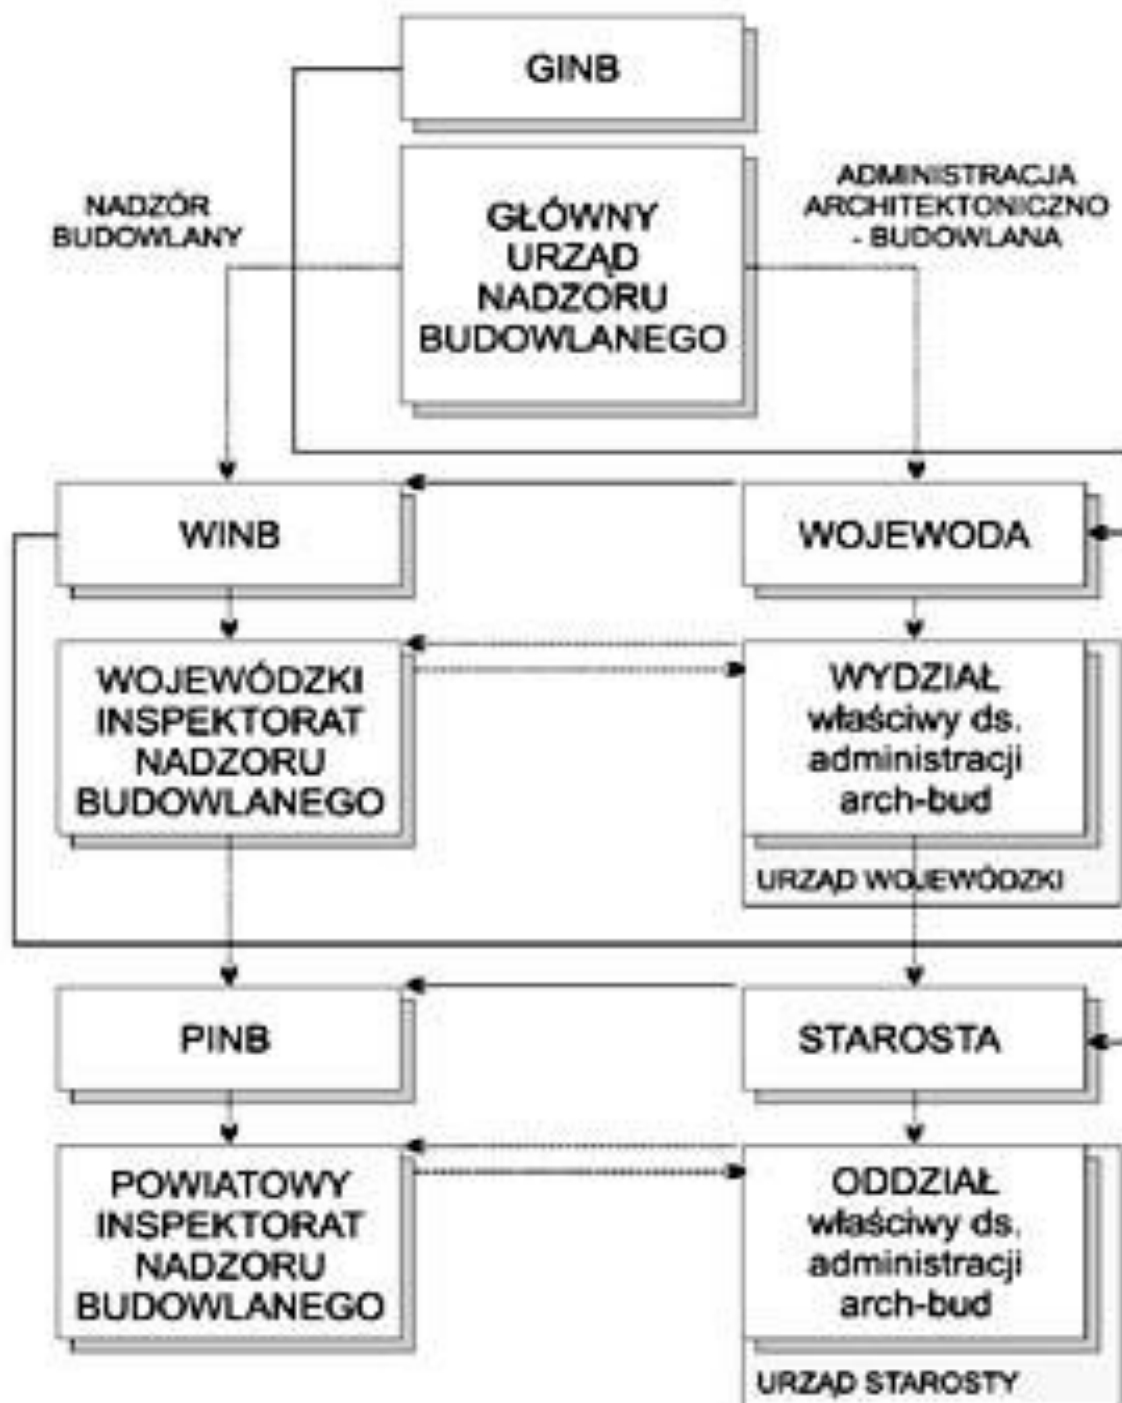 GINB
NADZÓR
BUDOWLANY
GŁÓWNY
URZĄD
NADZORU
BUDOWLANEGO
ADMINISTRACJA
ARCHITEKTONICZNO
- BUDOWLANA
WINB
WOJEWODA
WOJEWÓDZKI
INSPEKTORAT
NADZORU
BUDOWLANEGO
WYDZIAŁ
właściwy ds.
administracji
arch-bud
URZĄD WOJEWÓDZKI
PINB
STAROSTA
POWIATOWY
INSPEKTORAT
NADZORU
BUDOWLANEGO
ODDZIAŁ
właściwy ds.
administracji
arch-bud
URZĄD STAROSTY